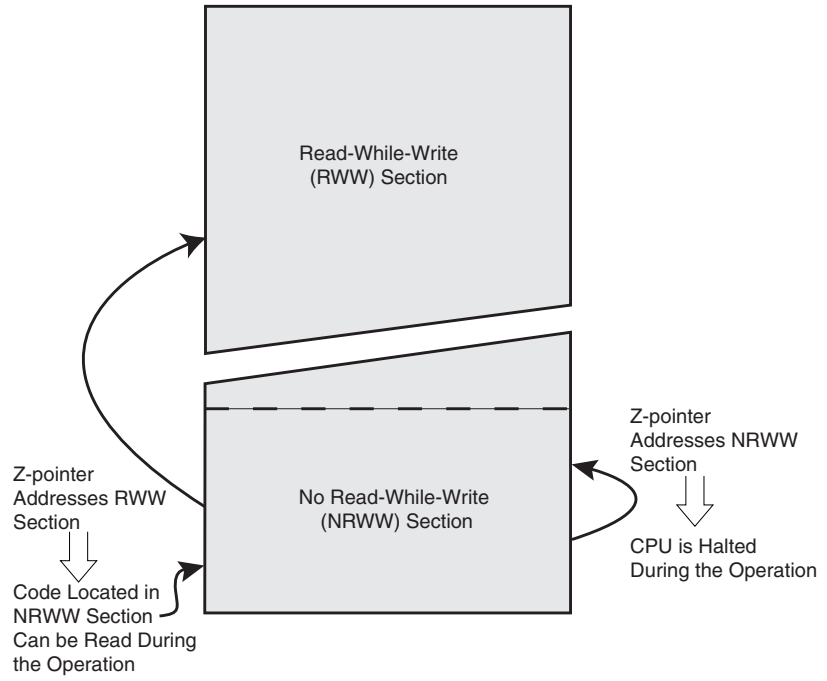 Read-While-Write
(RWW) Section
Z-pointer
Addresses NRWW
Section
Z-pointer
Addresses RWW
Section
No Read-While-Write
(NRWW) Section
CPU is Halted
During the Operation
Code Located in
NRWW Section
Can be Read During
the Operation